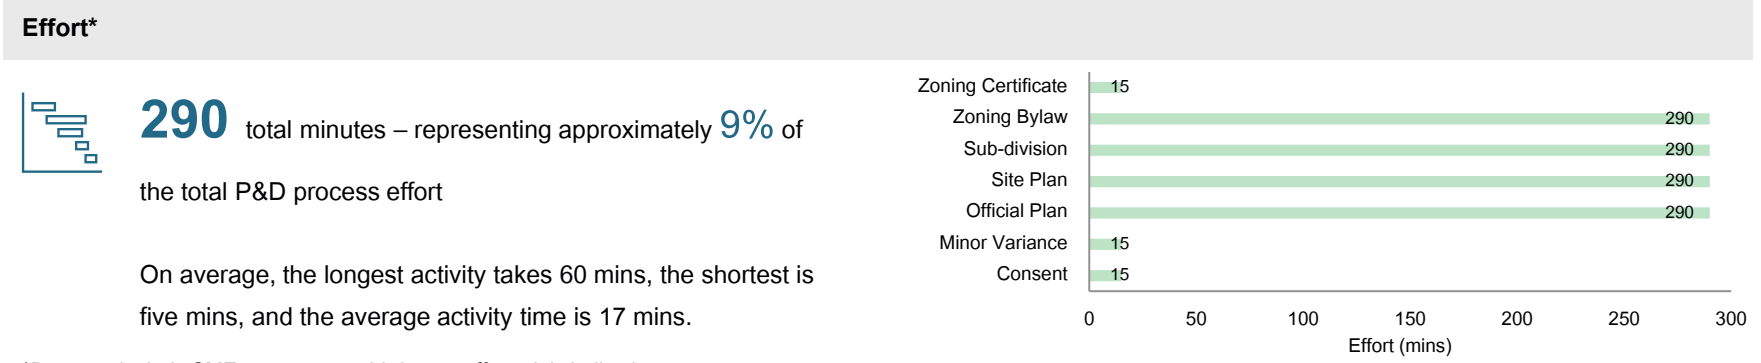 Effort*
290 total minutes – representing approximately 9% of
the total P&D process effort
On average, the longest activity takes 60 mins, the shortest is
five mins, and the average activity time is 17 mins.
Zoning Certificate 15
Zoning Bylaw 290
Sub-division 290
Site Plan 290
Official Plan 290
Minor Variance 15
Consent 15
0 50 100 150 200 250 300
Effort (mins)